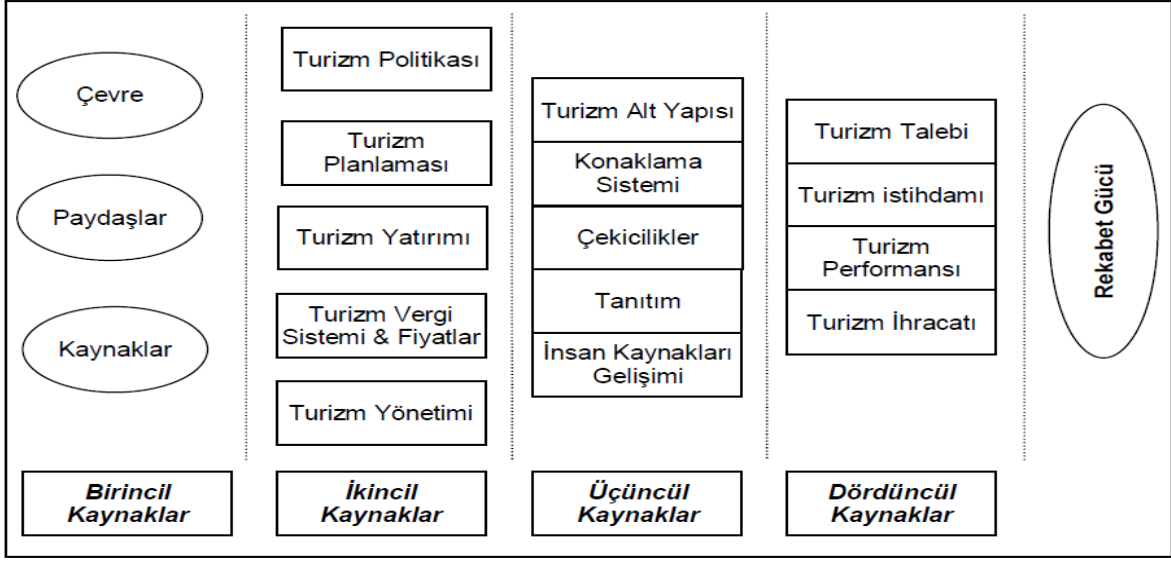 Çevre
Paydaşlar
Kaynaklar
Birincil
Kaynaklar
Turizm Politikası
Turizm
Planlaması
Turizm Yatırımı
Turizm Vergi
Sistemi & Fiyatlar
Turizm Yönetimi
İkincil
Kaynaklar
Turizm Alt Yapısı
Konaklama
Sistemi
Çekicilikler
Tanıtım
İnsan Kaynakları
Gelişimi
Üçüncül
Kaynaklar
Turizm Talebi
Turizm istihdamı
Turizm
Performansı
Turizm İhracatı
Dördüncül
Kaynaklar
Rekabet Gücü